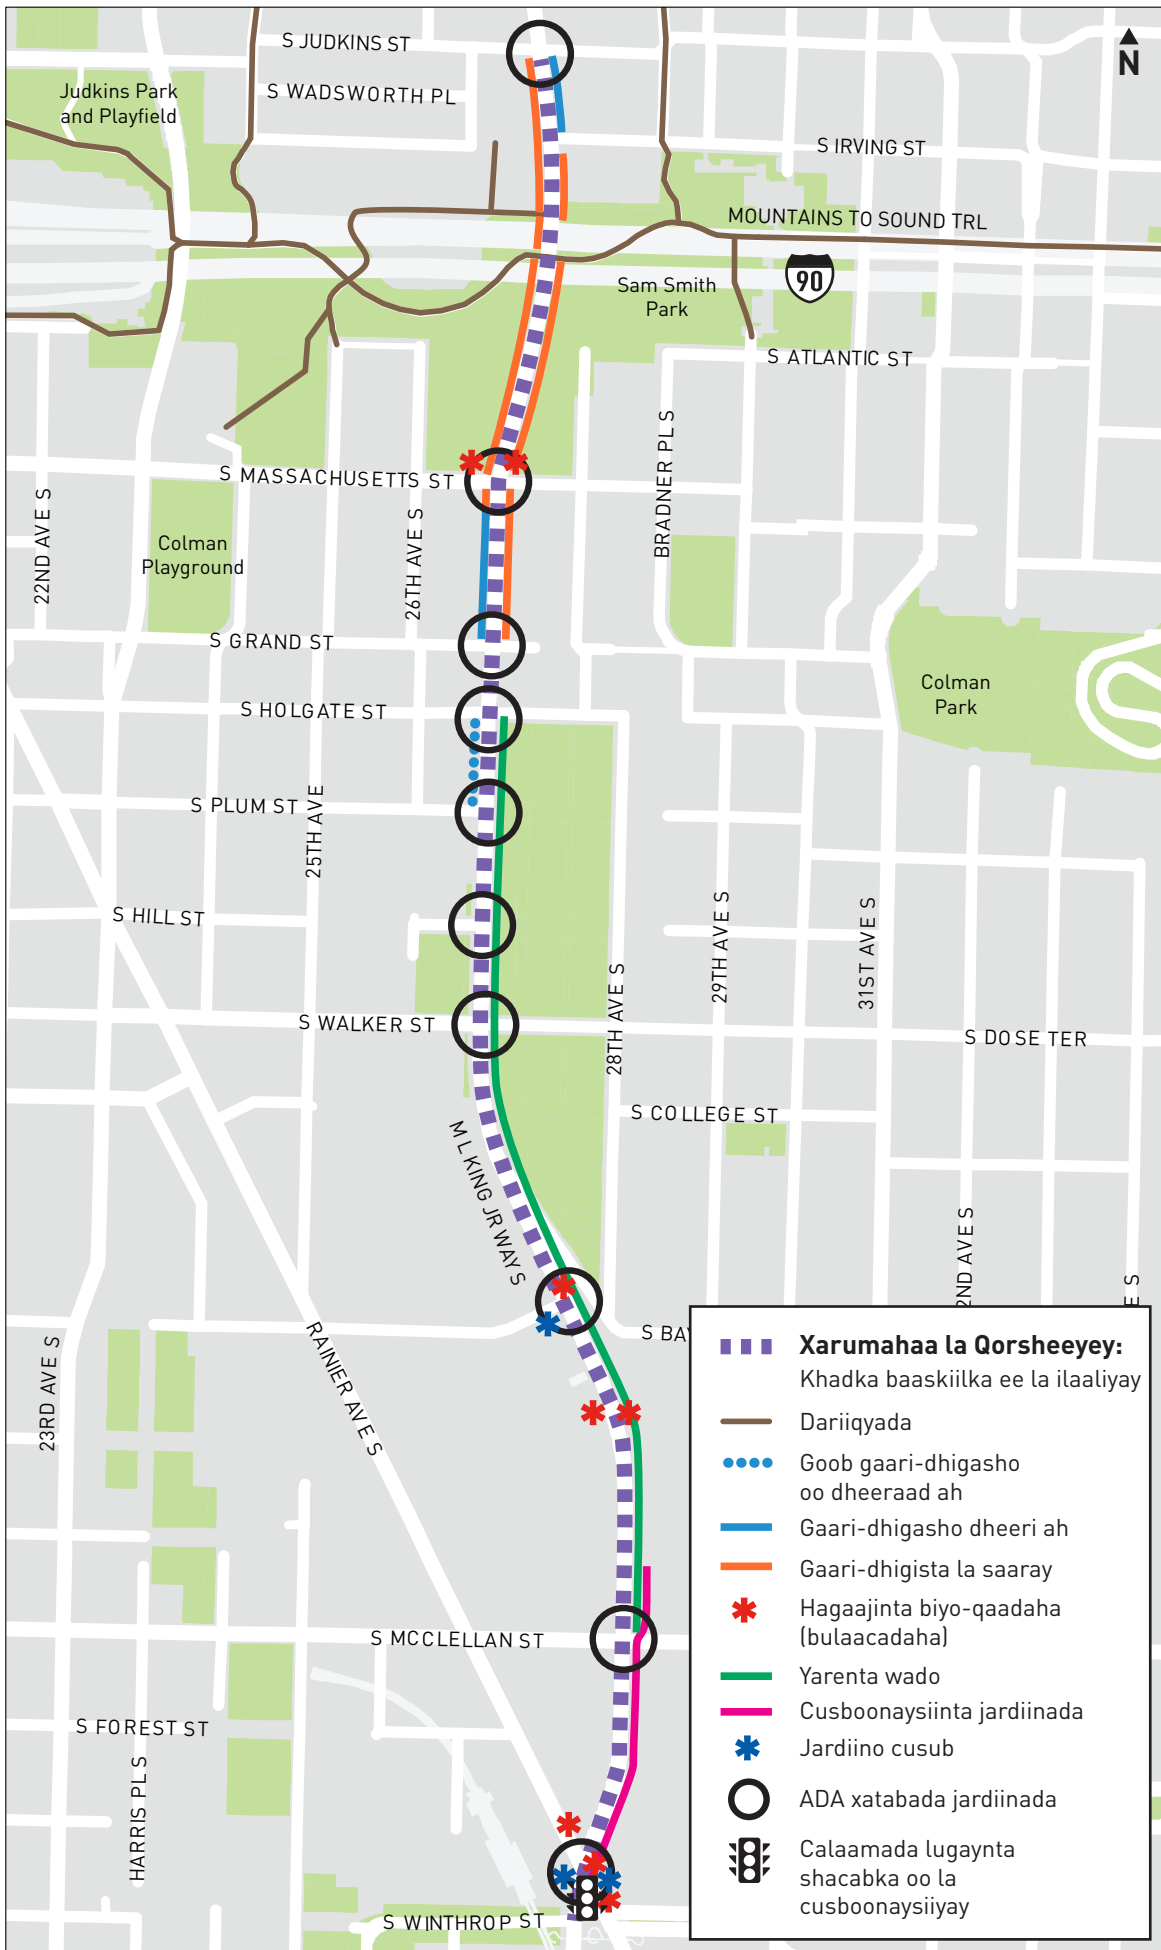 S JUDKINS ST
N
Judkins Park
and Playfield
S WADSWORTH PL
S IRVING ST
MOUNTAINS TO SOUND TRL
90
Sam Smith
Park
S ATLANTIC ST
BRADNER PL S
S MASSACHUSETTS ST
22ND AVE S
Colman
Playground
26TH AVE S
S GRAND ST
Colman
Park
S HOLGATE ST
S PLUM ST
25TH AVE
S HILL ST
29TH AVE S
31ST AVE S
28TH AVE S
S WALKER ST
S DOSE TER
S COLLEGE ST
M L KING JR WAY S
2ND AVE S
E S
S BAY
RAINIER AVE S
23RD AVE S
S MCCLELLAN ST
S FOREST ST
HARRIS PL S
S WINTHROP ST
Xarumahaa la Qorsheeyey:
Khadka baaskiilka ee la ilaaliyay
Dariiqyada
Goob gaari-dhigasho
oo dheeraad ah
Gaari-dhigasho dheeri ah
Gaari-dhigista la saaray
Hagaajinta biyo-qaadaha
(bulaacadaha)
Yarenta wado
Cusboonaysiinta jardiinada
Jardiino cusub
ADA xatabada jardiinada
Calaamada lugaynta
shacabka oo la
cusboonaysiiyay